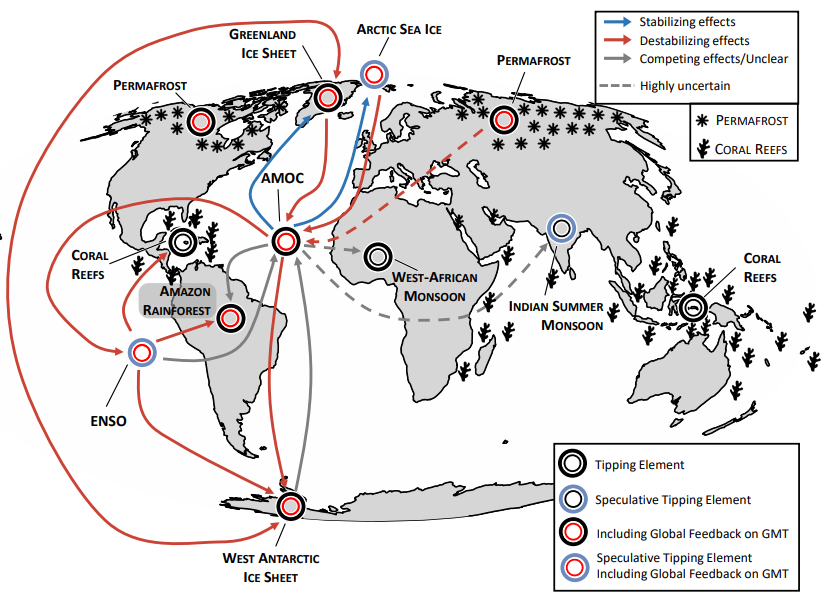 ARCTIC SEA ICE
GREENLAND
ICE SHEET
PERMAFROST
PERMAFROST
Stabilizing effects
Destabilizing effects
Competing effects/Unclear
Highly uncertain
PERMAFROST
CORAL REEFS
AMOC
CORAL
REEFS
AMAZON
RAINFOREST
WEST-AFRICAN
MONSOON
INDIAN SUMMER
MONSOON
CORAL
REEFS
ENSO
WEST ANTARCTIC
ICE SHEET
Tipping Element
Speculative Tipping Element
Including Global Feedback on GMT
Speculative Tipping Element
Including Global Feedback on GMT